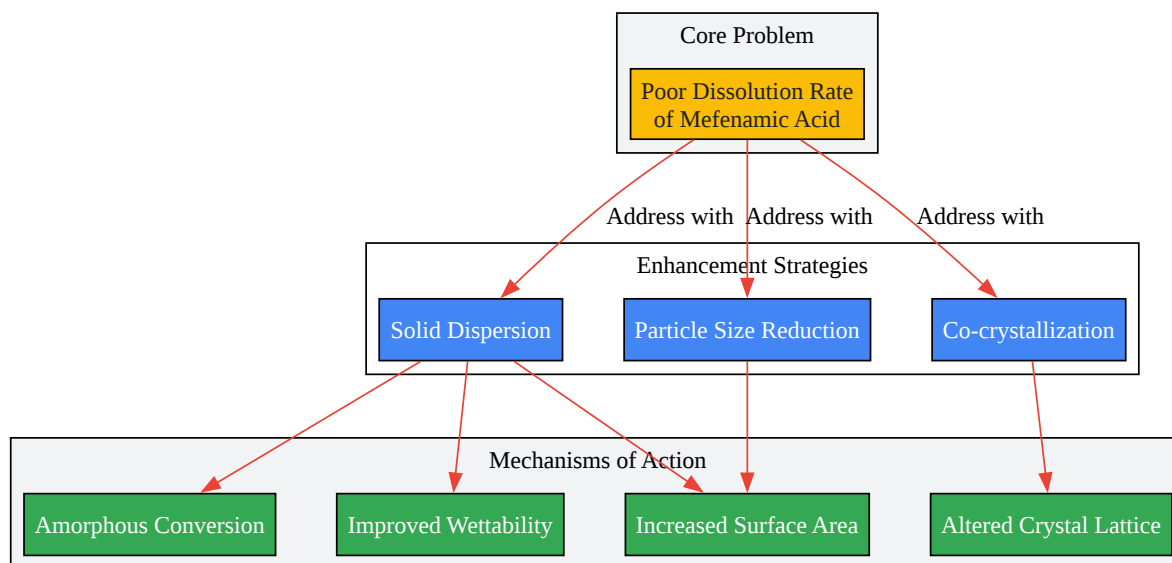 Core Problem
Poor Dissolution Rate
of Mefenamic Acid
Address with
Address with
Address with
Enhancement Strategies
Solid Dispersion
Particle Size Reduction
Co-crystallization
Mechanisms of Action
Amorphous Conversion
Improved Wettability
Increased Surface Area
Altered Crystal Lattice